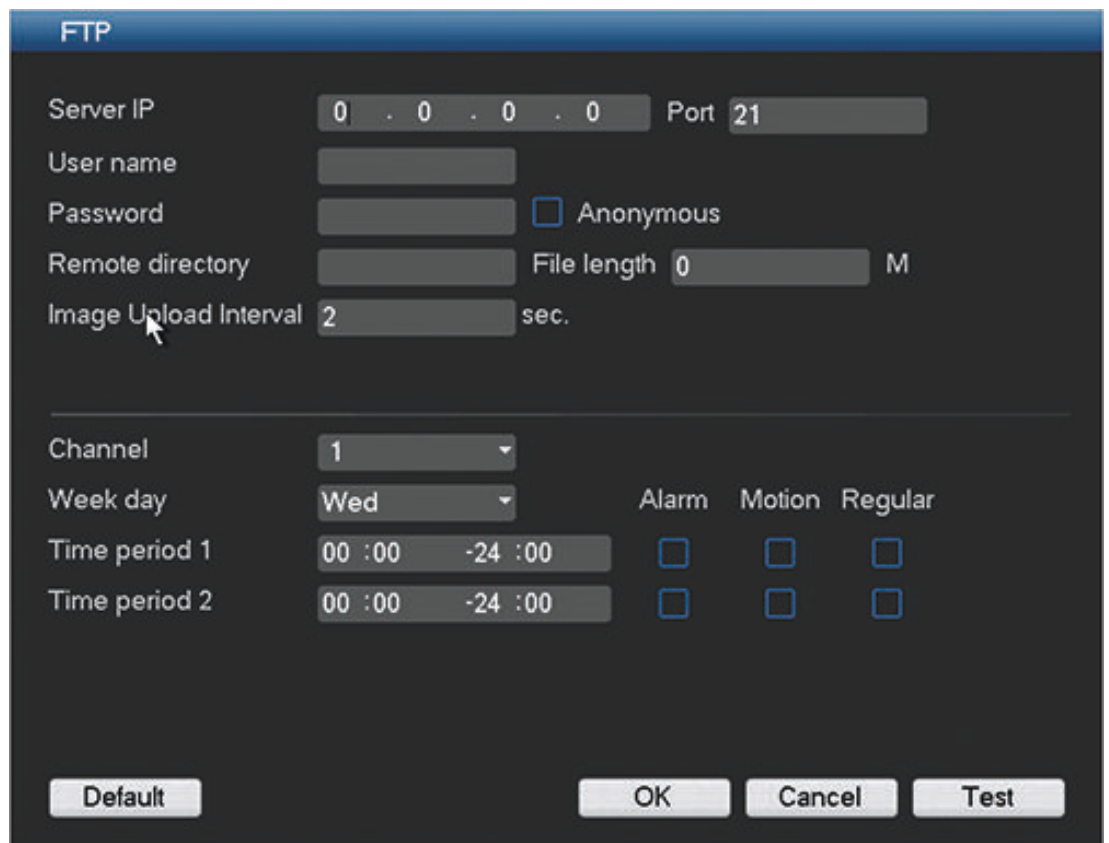 FTP
Server IP 0 . 0 . 0 . 0 Port 21
User name
Password Anonymous
Remote directory File length 0 M
Image Upload Interval 2 sec.
Channel 1
Week day Wed Alarm Motion Regular
Time period 1 00 :00 -24 :00
Time period 2 00 :00 -24 :00
Default OK Cancel Test